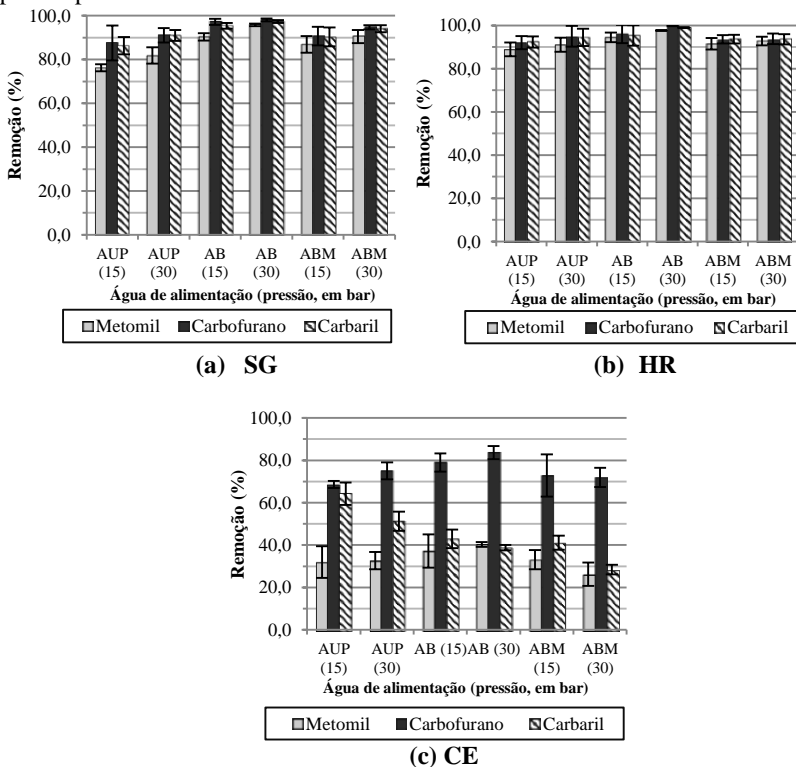 100,0
80,0
60,0
40,0
20,0
0,0
Remoção (%)
AUP (15)
AUP (30)
AB (15)
AB (30)
ABM (15)
ABM (30)
Água de alimentação (pressão, em bar)
Metomil Carbofurano Carbaril
(a) SG
100,0
80,0
60,0
40,0
20,0
0,0
Remoção (%)
AUP (15)
AUP (30)
AB (15)
AB (30)
ABM (15)
ABM (30)
Água de alimentação (pressão, em bar)
Metomil Carbofurano Carbaril
(b) HR
100,0
80,0
60,0
40,0
20,0
0,0
Remoção (%)
AUP (15)
AUP (30)
AB (15)
AB (30)
ABM (15)
ABM (30)
Água de alimentação (pressão, em bar)
Metomil Carbofurano Carbaril
(c) CE